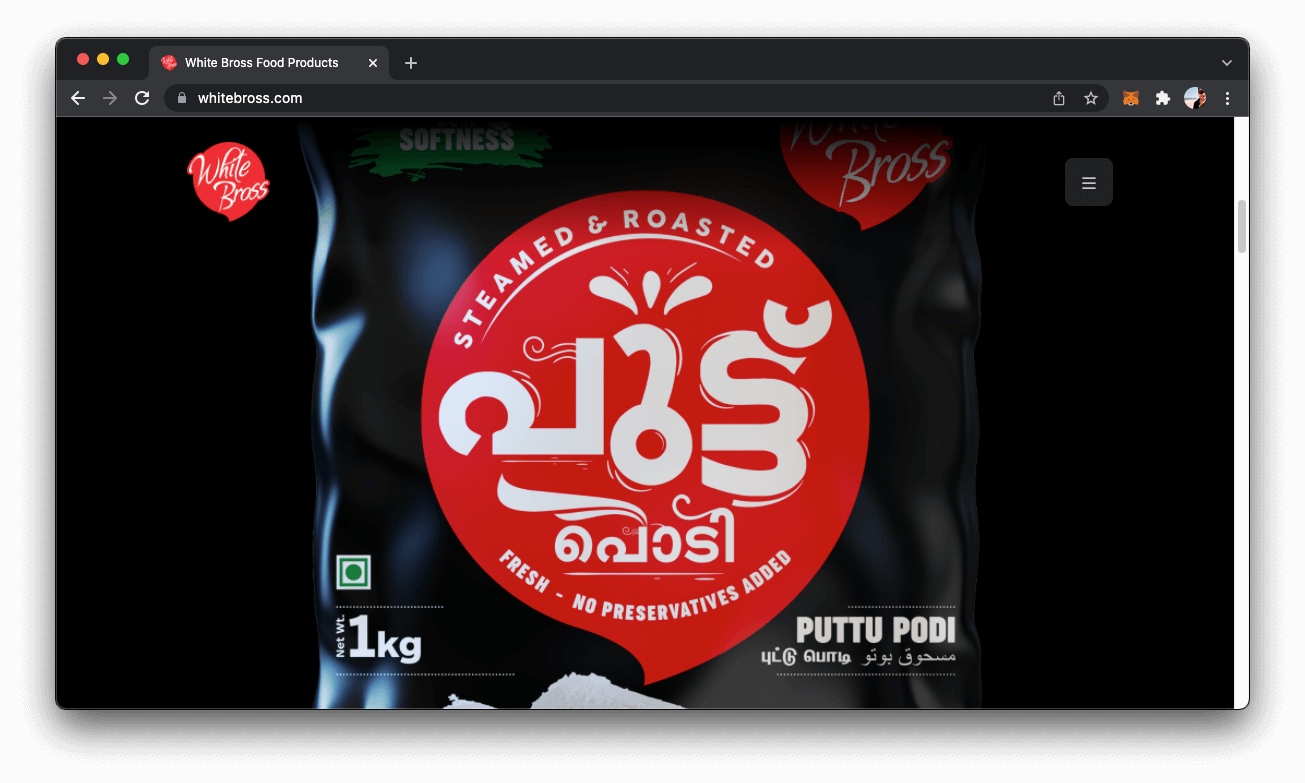 White Bross Food Products
whitebross.com
SOFTNESS
White
Bross
White
Bross
STEAMED & ROASTED
പുട്ട്
പൊടി
FRESH - NO PRESERVATIVES ADDED
Net Wt. 1kg
PUTTU PODI
புட்டு பொடி مسحوق بوتو